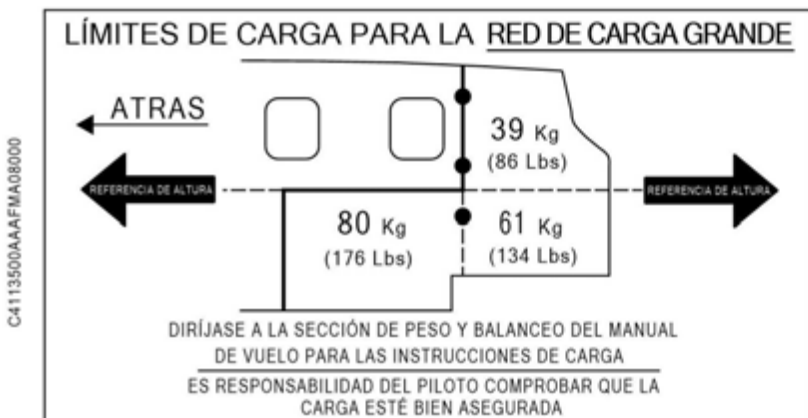 LÍMITES DE CARGA PARA LA RED DE CARGA GRANDE
ATRAS
39 Kg
(86 Lbs)
REFERENCIA DE ALTURA
REFERENCIA DE ALTURA
80 Kg
(176 Lbs)
61 Kg
(134 Lbs)
DIRÍJASE A LA SECCIÓN DE PESO Y BALANCEO DEL MANUAL
DE VUELO PARA LAS INSTRUCCIONES DE CARGA
ES RESPONSABILIDAD DEL PILOTO COMPROBAR QUE LA
CARGA ESTÉ BIEN ASEGURADA
C4113500AAAFMA08000